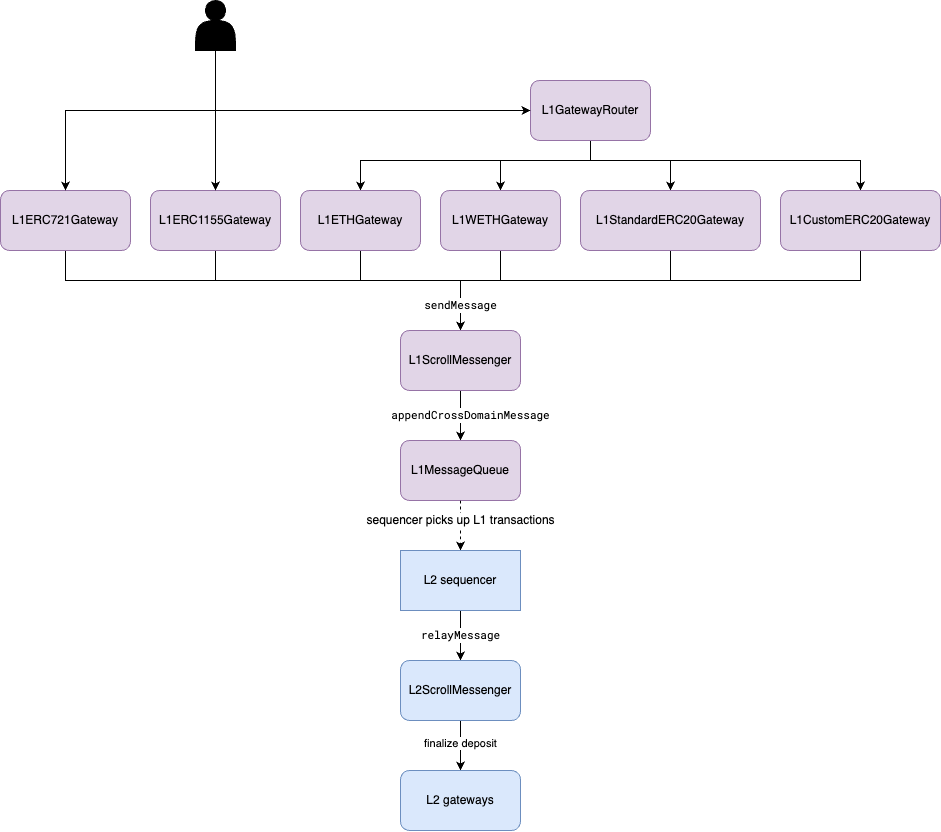 L1GatewayRouter
L1ERC721Gateway
L1ERC1155Gateway
L1ETHGateway
L1WETHGateway
L1StandardERC20Gateway
L1CustomERC20Gateway
sendMessage
L1ScrollMessenger
appendCrossDomainMessage
L1MessageQueue
sequencer picks up L1 transactions
L2 sequencer
relayMessage
L2ScrollMessenger
finalize deposit
L2 gateways